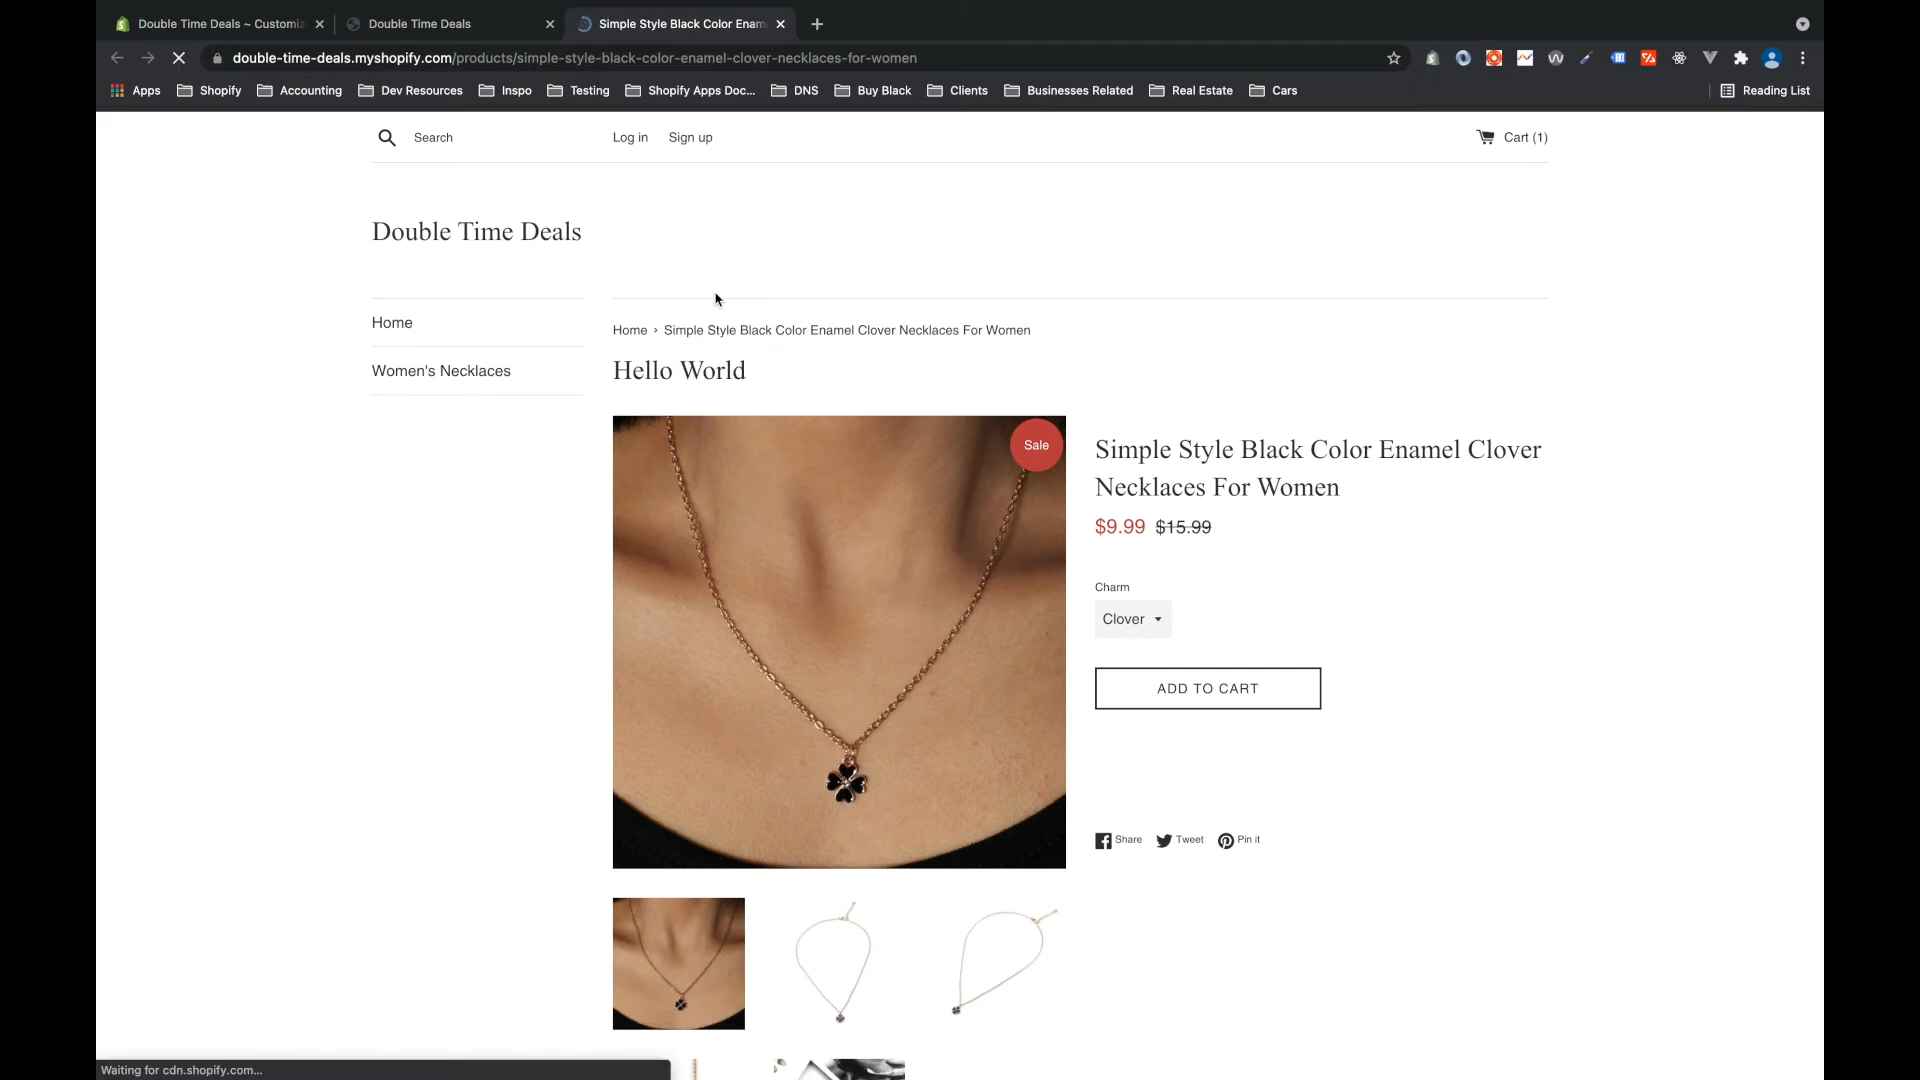 Double Time Deals ~ Customiz
Double Time Deals
Simple Style Black Color Enam
double-time-deals.myshopify.com/products/simple-style-black-color-enamel-clover-necklaces-for-women
Apps Shopify Accounting Dev Resources Inspo Testing Shopify Apps Doc... DNS Buy Black Clients Businesses Related Real Estate Cars Reading List
Search Log in Sign up Cart (1)
Double Time Deals
Home
Women's Necklaces
Home › Simple Style Black Color Enamel Clover Necklaces For Women
Hello World
Sale
Simple Style Black Color Enamel Clover
Necklaces For Women
$9.99 $15.99
Charm
Clover
ADD TO CART
Share Tweet Pin it
Waiting for cdn.shopify.com...